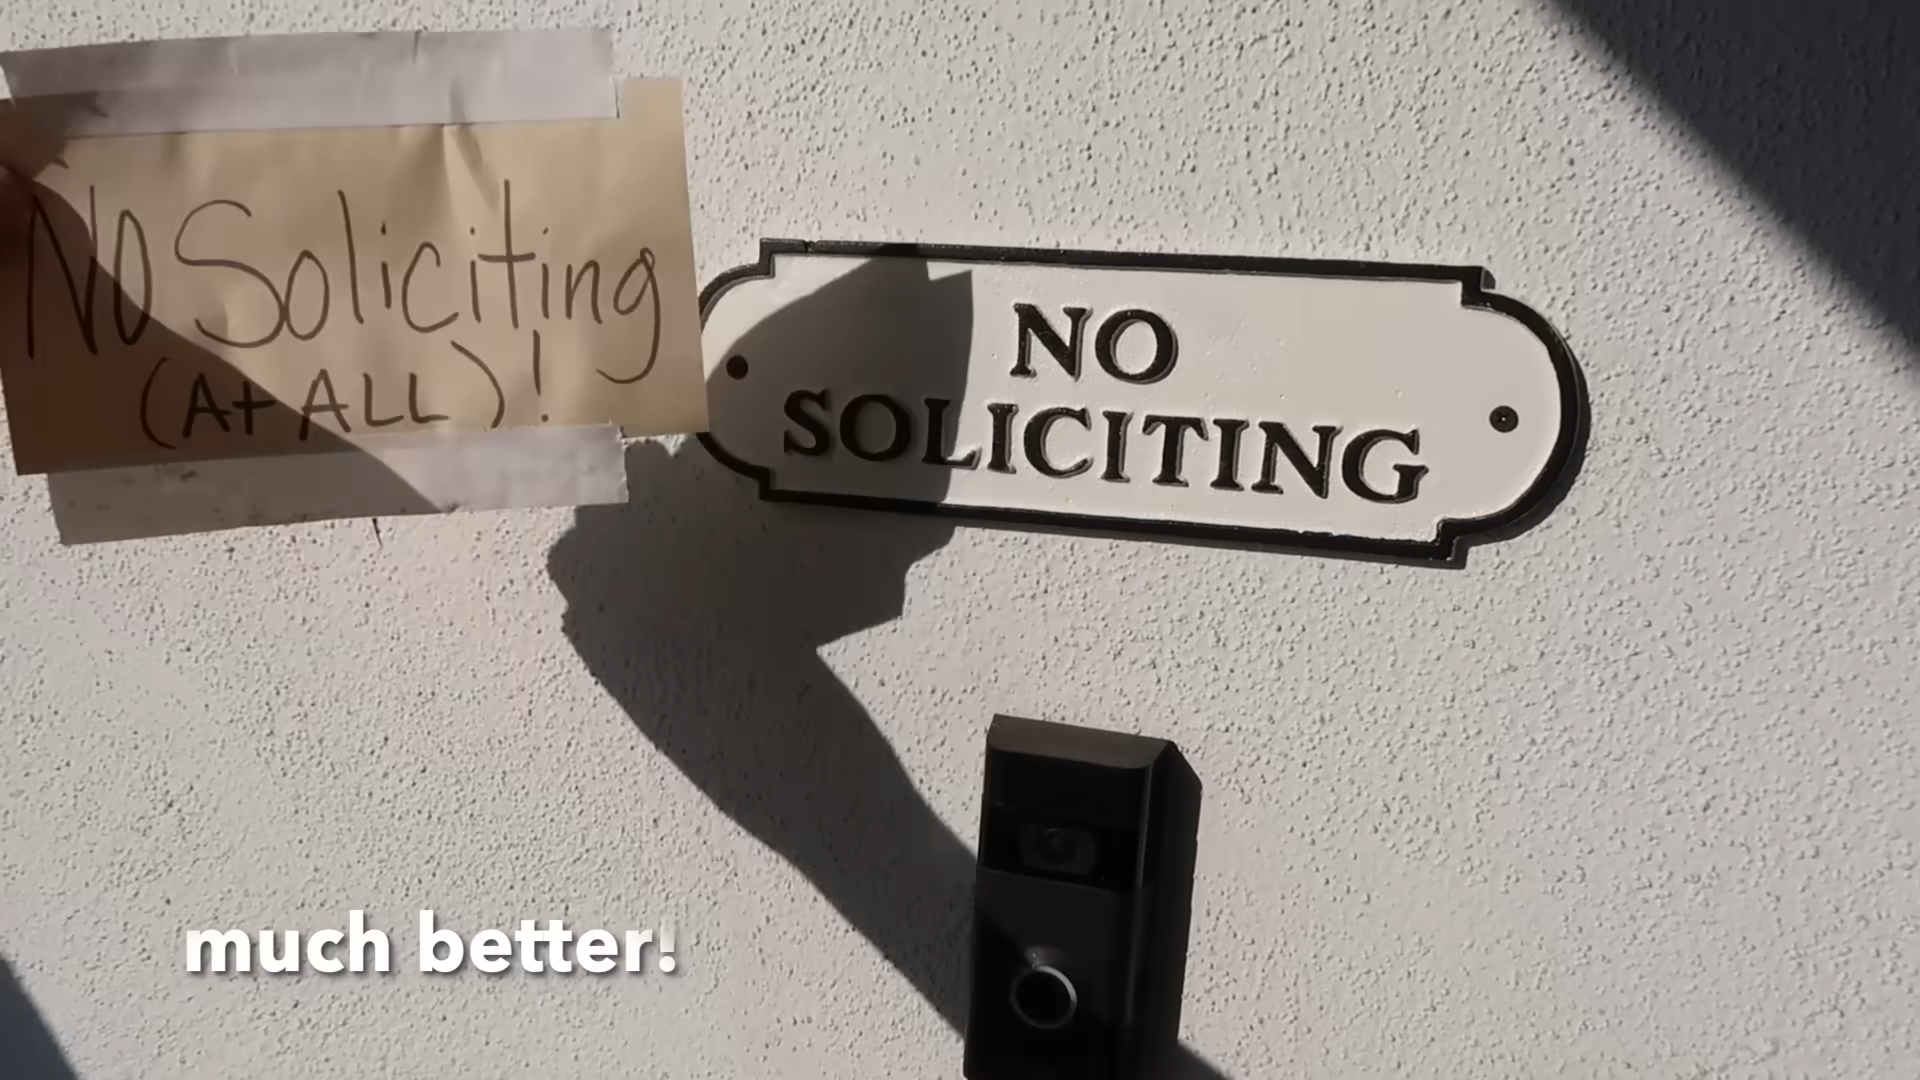 No Soliciting
(At ALL)!
NO
SOLICITING
much better!